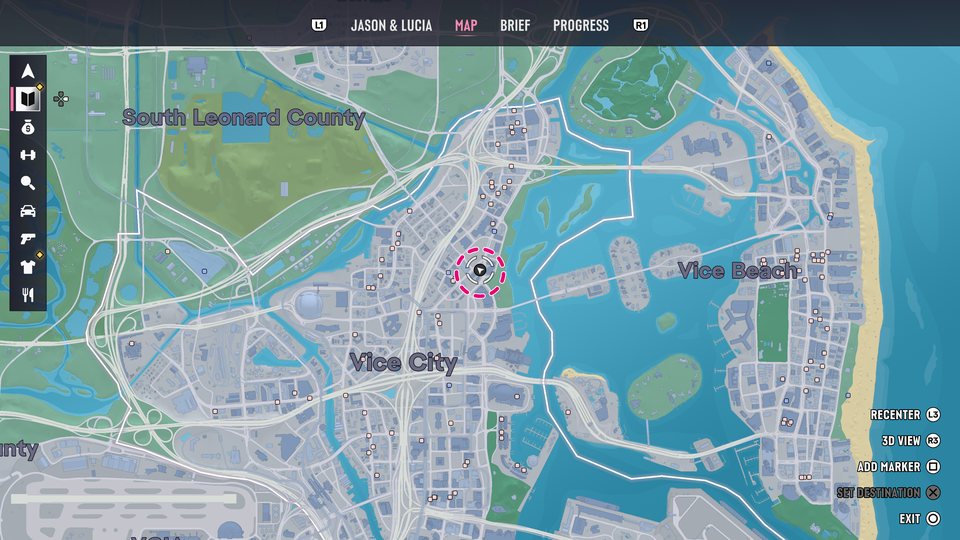 L1 JASON & LUCIA MAP BRIEF PROGRESS R1
South Leonard County
Vice Beach
Vice City
RECENTER L3
3D VIEW R3
ADD MARKER
SET DESTINATION
EXIT
unty